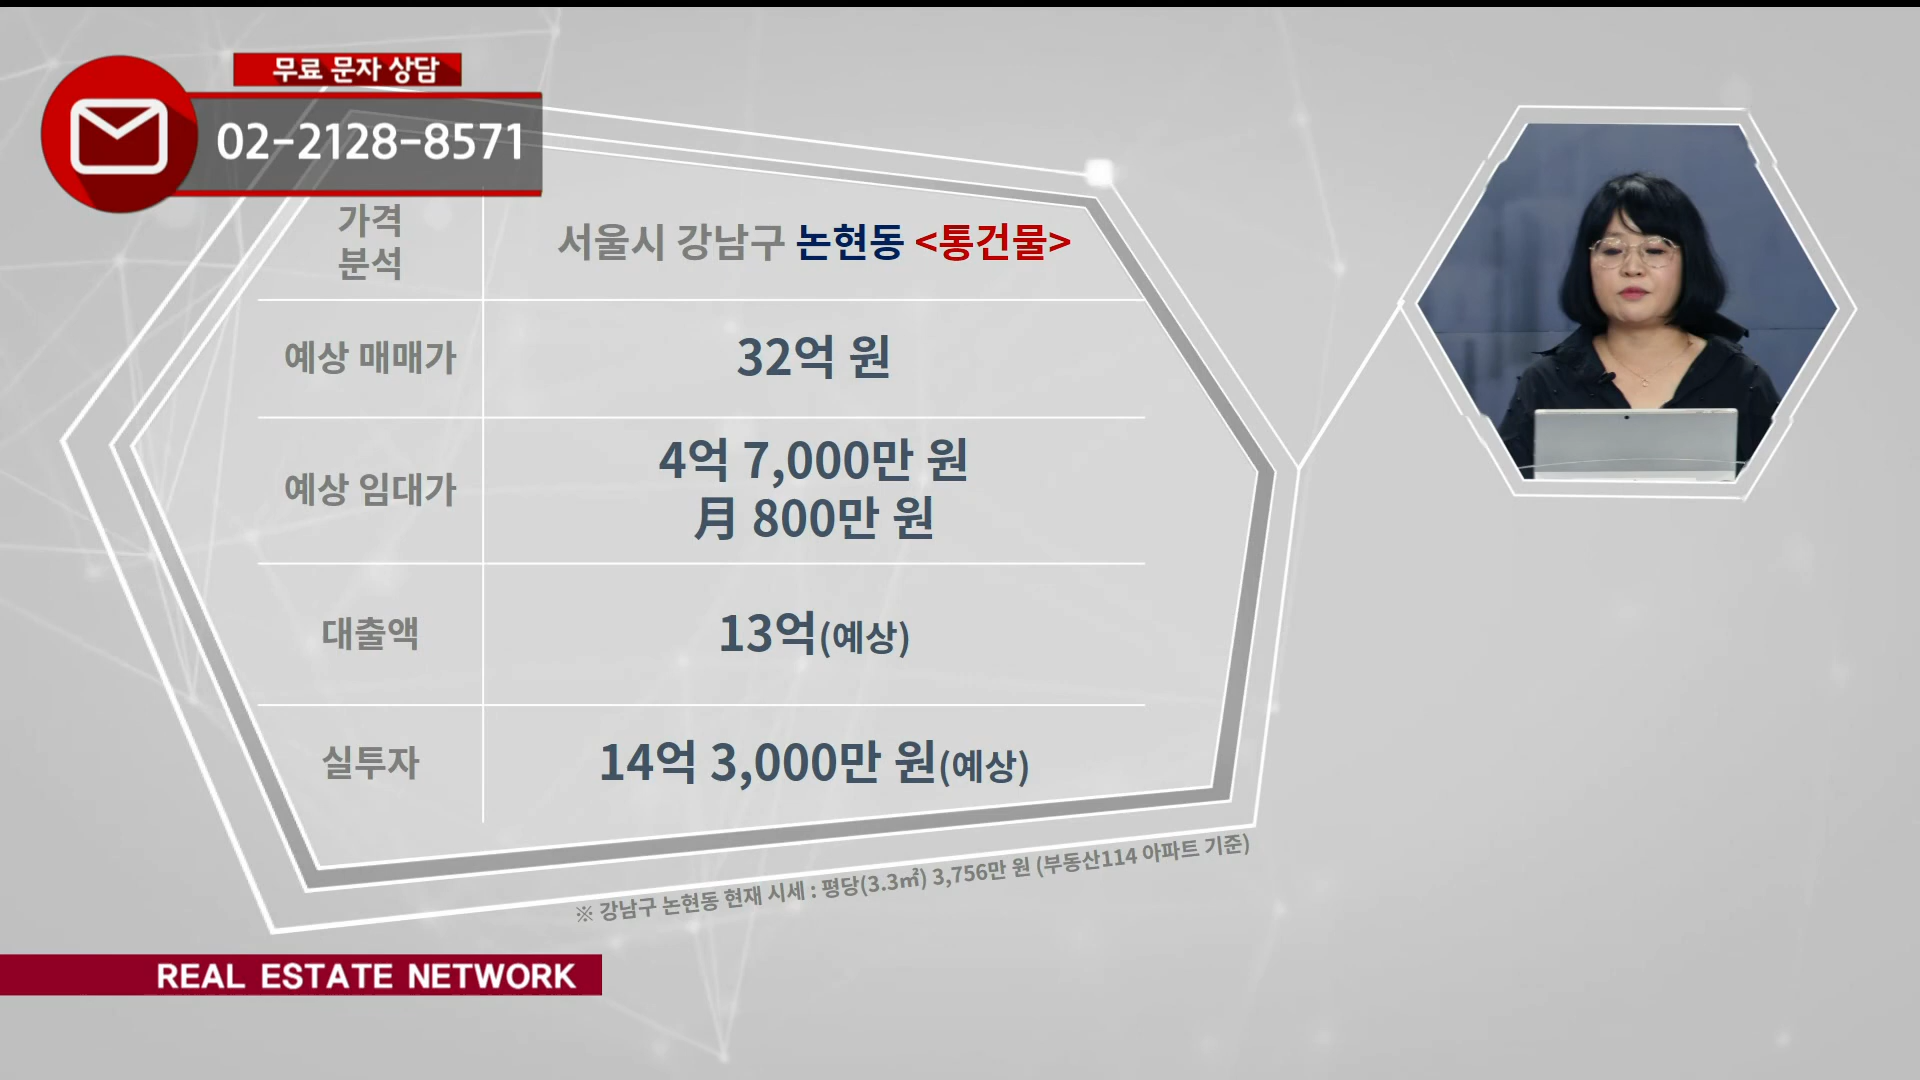 무료 문자 상담
02-2128-8571
가격
분석
서울시 강남구 논현동 <통건물>
예상 매매가
32억 원
예상 임대가
4억 7,000만 원
月 800만 원
대출액
13억(예상)
실투자
14억 3,000만 원(예상)
※ 강남구 논현동 현재 시세 : 평당(3.3㎡) 3,756만 원 (부동산114 아파트 기준)
REAL ESTATE NETWORK